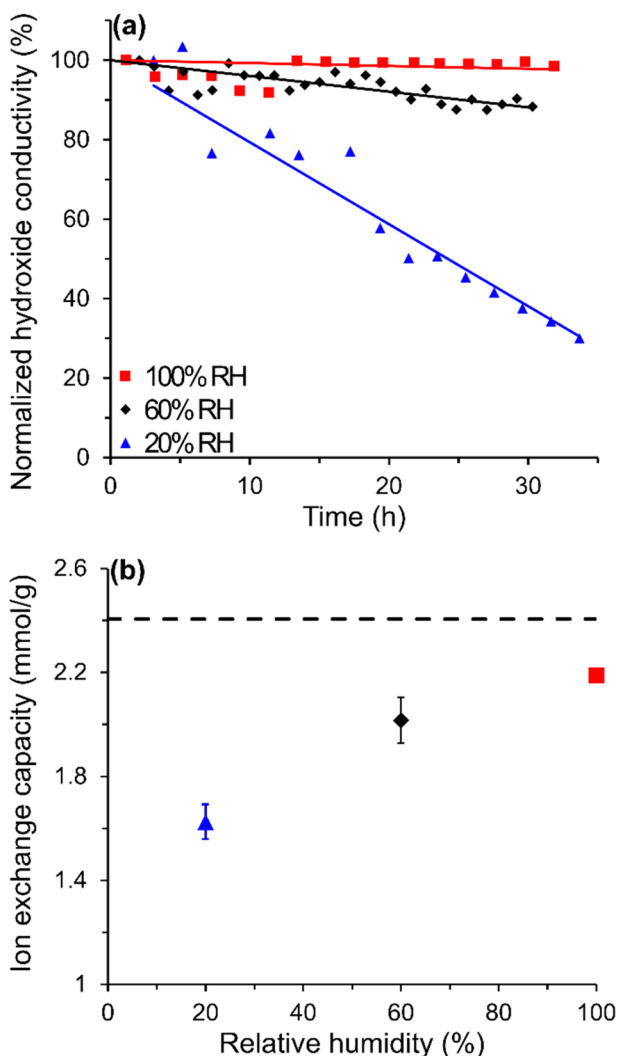 (a)
Normalized hydroxide conductivity (%)
100
80
60
40
20
0
100% RH
60% RH
20% RH
0 10 20 30
Time (h)
(b)
Ion exchange capacity (mmol/g)
2.6
2.2
1.8
1.4
1
0 20 40 60 80 100
Relative humidity (%)